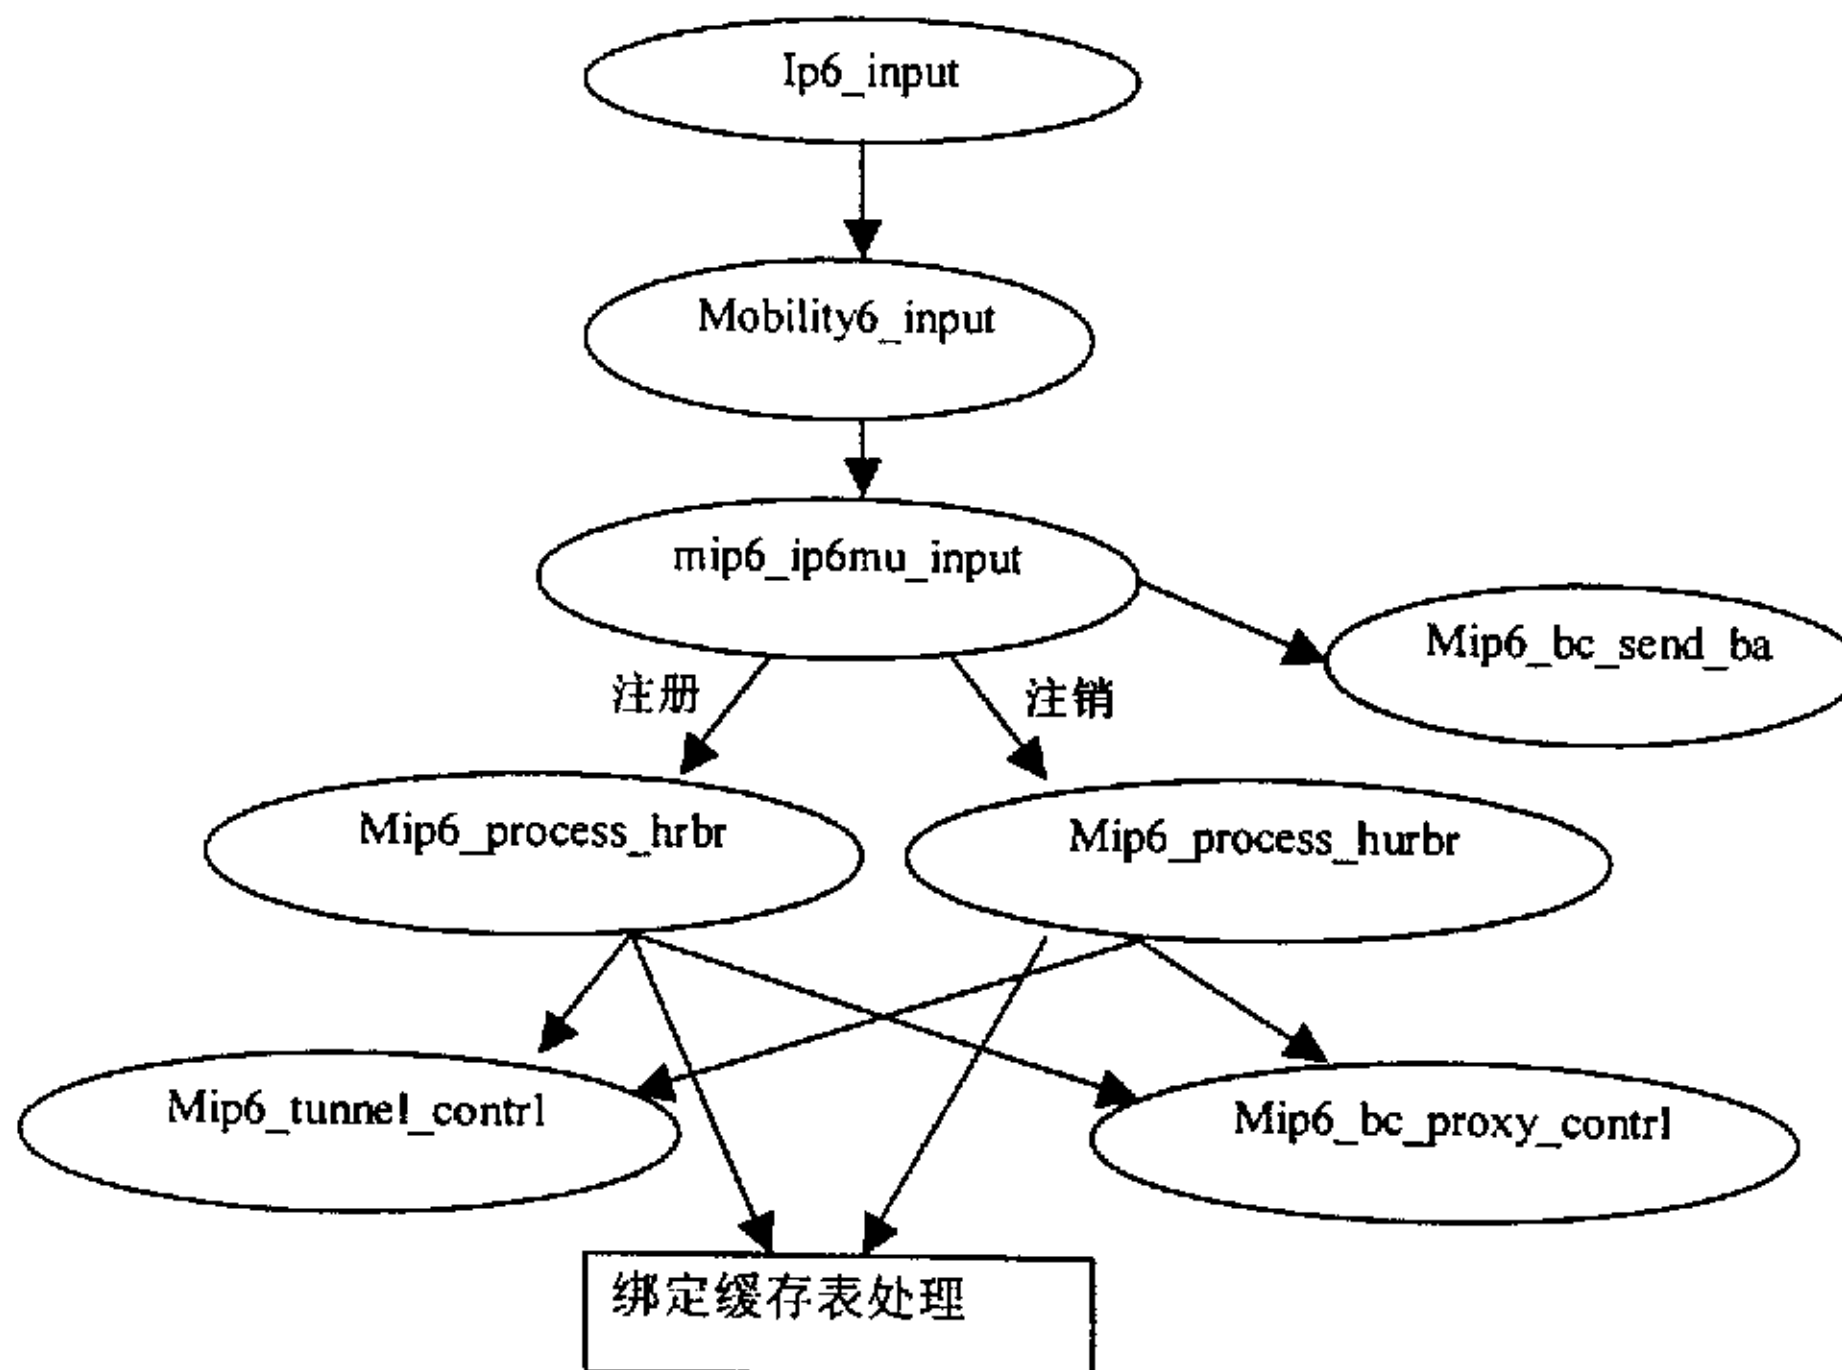 Ip6_input
Mobility6_input
mip6_ip6mu_input
Mip6_bc_send_ba
注册
注销
Mip6_process_hrbr
Mip6_process_hurbr
Mip6_tunnel_contrl
Mip6_bc_proxy_contrl
绑定缓存表处理